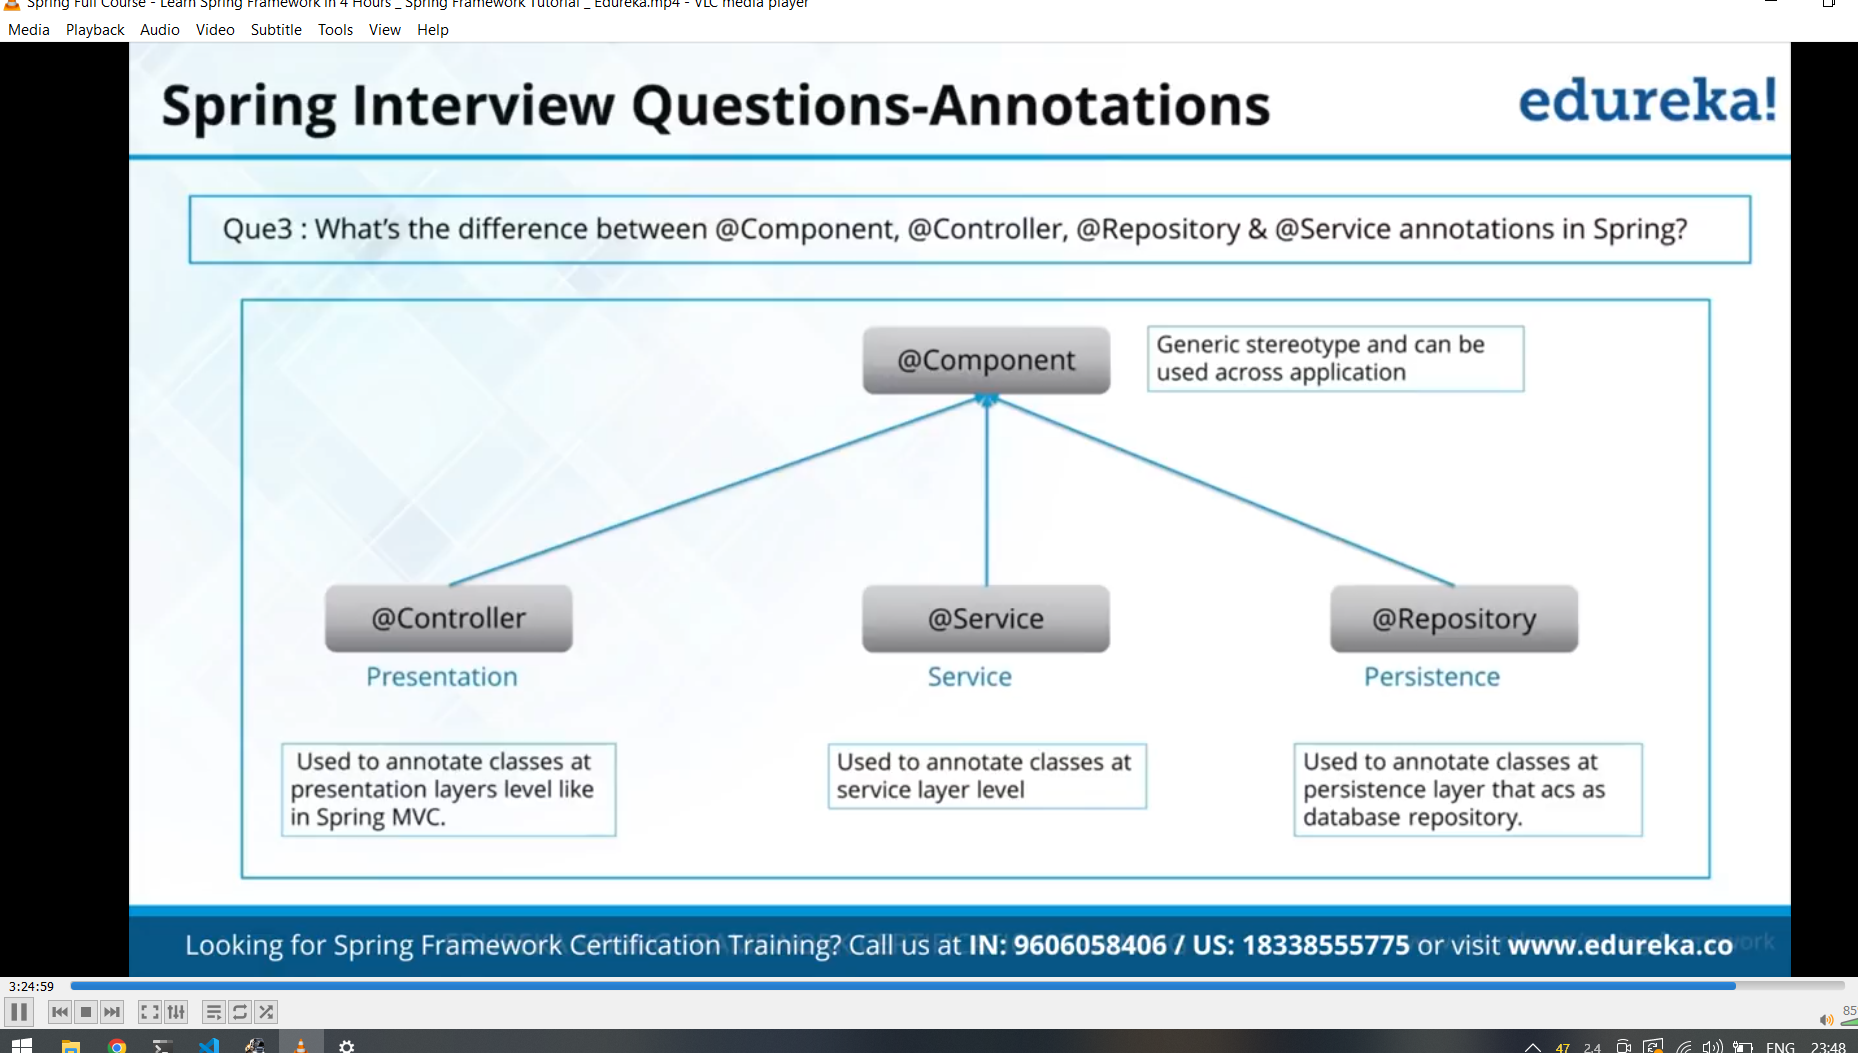 Spring Full Course - Learn Spring Framework in 4 Hours _ Spring Framework Tutorial _ Edureka.mp4 - VLC media player
Media Playback Audio Video Subtitle Tools View Help
Spring Interview Questions-Annotations
edureka!
Que3 : What's the difference between @Component, @Controller, @Repository & @Service annotations in Spring?
@Component
Generic stereotype and can be
used across application
@Controller
@Service
@Repository
Presentation
Service
Persistence
Used to annotate classes at
presentation layers level like
in Spring MVC.
Used to annotate classes at
service layer level
Used to annotate classes at
persistence layer that acs as
database repository.
Looking for Spring Framework Certification Training? Call us at IN: 9606058406 / US: 18338555775 or visit www.edureka.co
3:24:59
85
47 2.4 ENG 23:48